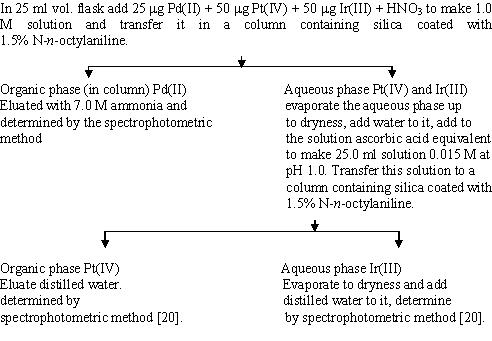 In 25 ml vol. flask add 25 µg Pd(II) + 50 µg Pt(IV) + 50 µg Ir(III) + HNO3 to make 1.0
M solution and transfer it in a column containing silica coated with
1.5% N-n-octylaniline.
Organic phase (in column) Pd(II)
Eluated with 7.0 M ammonia and
determined by the spectrophotometric
method
Aqueous phase Pt(IV) and Ir(III)
evaporate the aqueous phase up
to dryness, add water to it, add to
the solution ascorbic acid equivalent
to make 25.0 ml solution 0.015 M at
pH 1.0. Transfer this solution to a
column containing silica coated with
1.5% N-n-octylaniline.
Organic phase Pt(IV)
Eluate distilled water.
determined by
spectrophotometric method [20].
Aqueous phase Ir(III)
Evaporate to dryness and add
distilled water to it, determine
by spectrophotometric method [20].